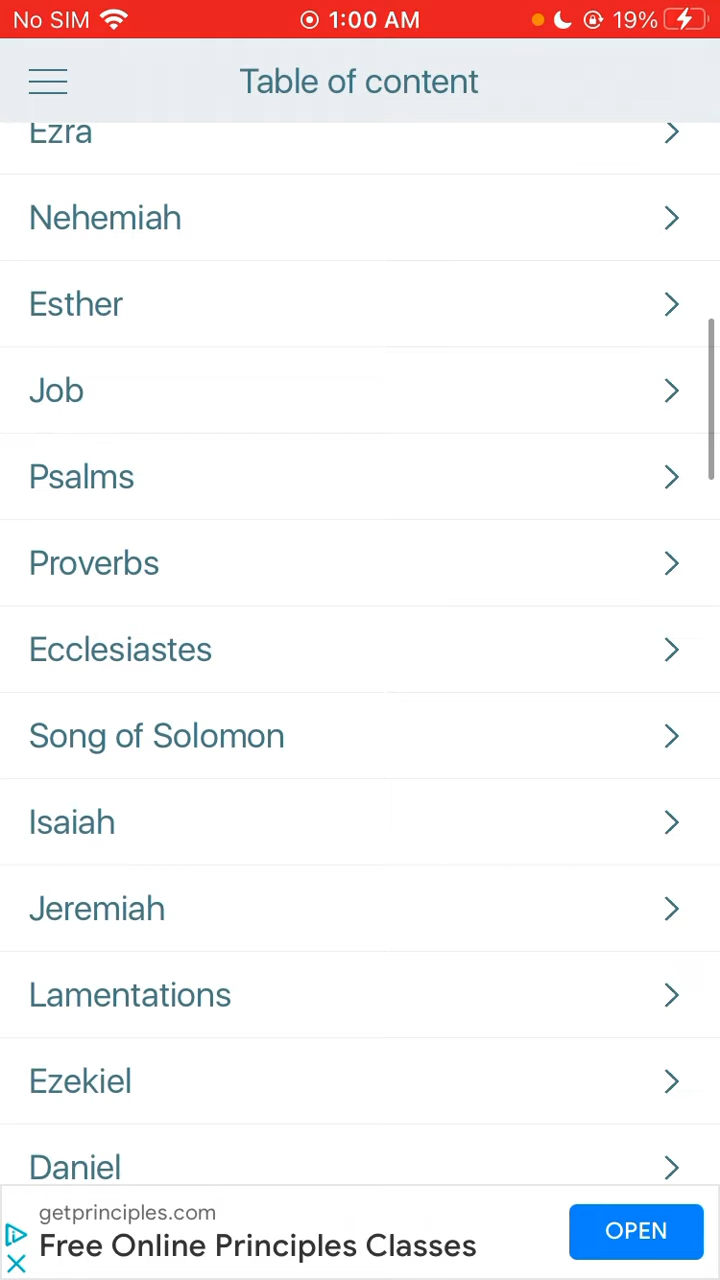 No SIM 1:00 AM 19%
Table of content
Ezra
Nehemiah
Esther
Job
Psalms
Proverbs
Ecclesiastes
Song of Solomon
Isaiah
Jeremiah
Lamentations
Ezekiel
Daniel
getprinciples.com
Free Online Principles Classes
OPEN